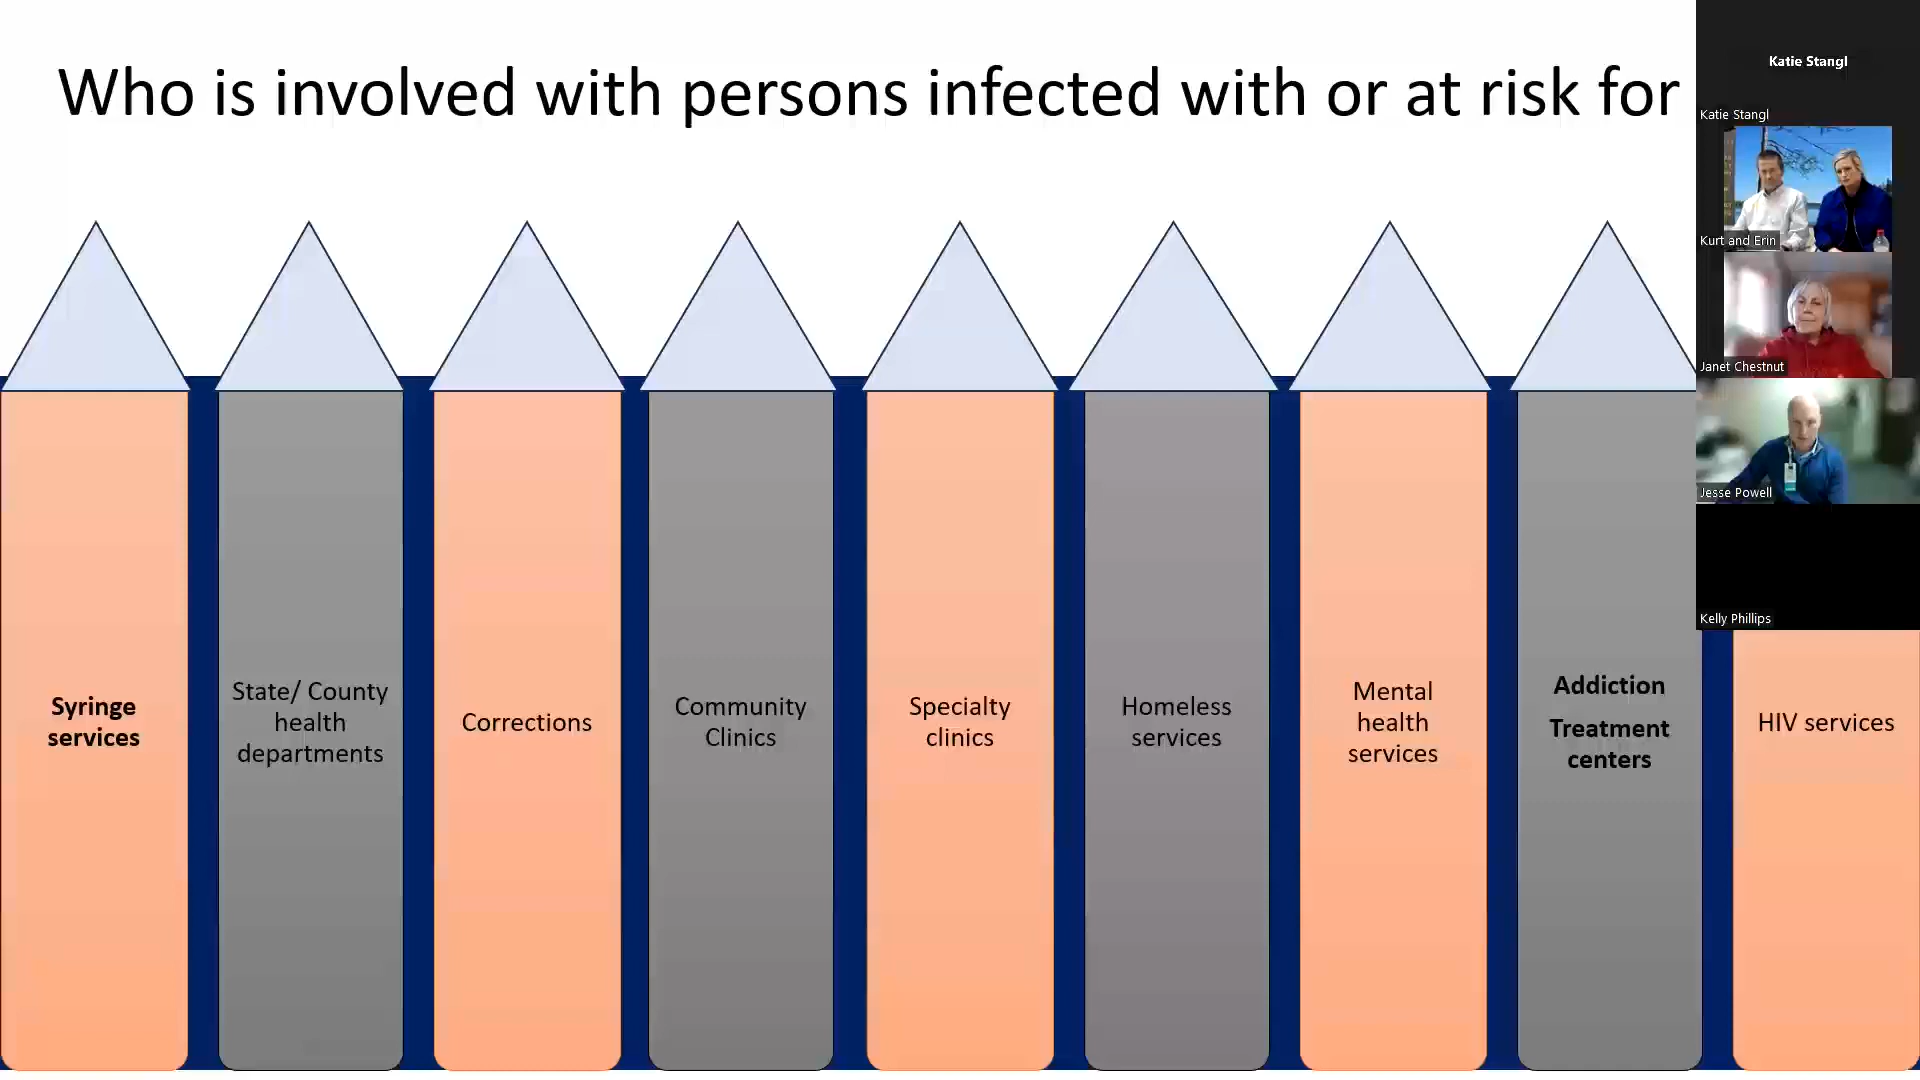 Who is involved with persons infected with or at risk for
Syringe
services
State/ County
health
departments
Corrections
Community
Clinics
Specialty
clinics
Homeless
services
Mental
health
services
Addiction
Treatment
centers
HIV services
Katie Stangl
Katie Stangl
Kurt and Erin
Janet Chestnut
Jesse Powell
Kelly Phillips